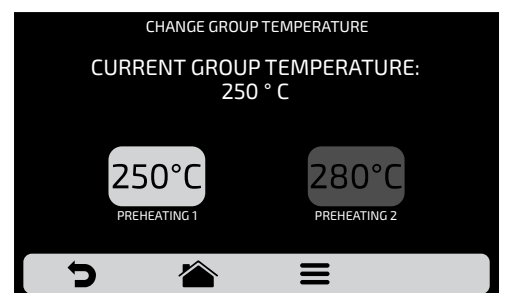 CHANGE GROUP TEMPERATURE
CURRENT GROUP TEMPERATURE:
250 ° C
250°C 280°C
PREHEATING 1 PREHEATING 2